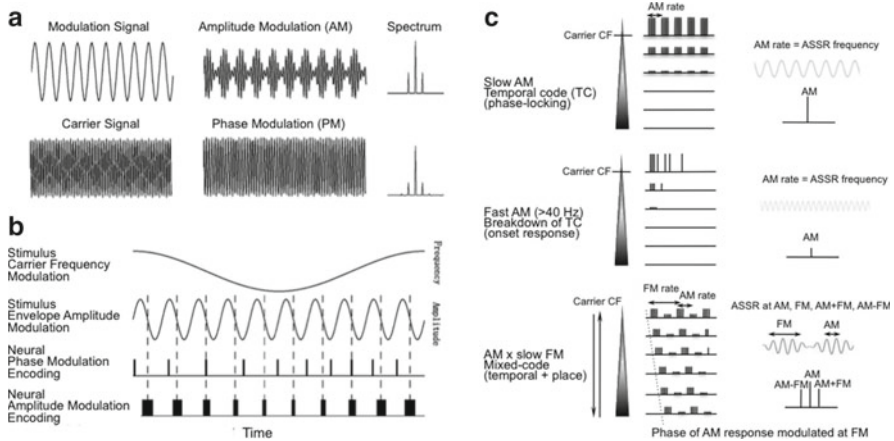 a
Modulation Signal
Amplitude Modulation (AM)
Spectrum
Carrier Signal
Phase Modulation (PM)
b
Stimulus
Carrier Frequency
Modulation
Frequency
Stimulus
Envelope Amplitude
Modulation
Amplitude
Neural
Phase Modulation
Encoding
Neural
Amplitude Modulation
Encoding
Time
c
AM rate
Carrier CF
Slow AM
Temporal code (TC)
(phase-locking)
AM rate = ASSR frequency
AM
Carrier CF
Fast AM (>40 Hz)
Breakdown of TC
(onset response)
AM rate = ASSR frequency
AM
FM rate
AM rate
Carrier CF
AM x slow FM
Mixed-code
(temporal + place)
ASSR at AM, FM, AM+FM, AM-FM
FM
AM
AM
AM-FM
AM+FM
Phase of AM response modulated at FM